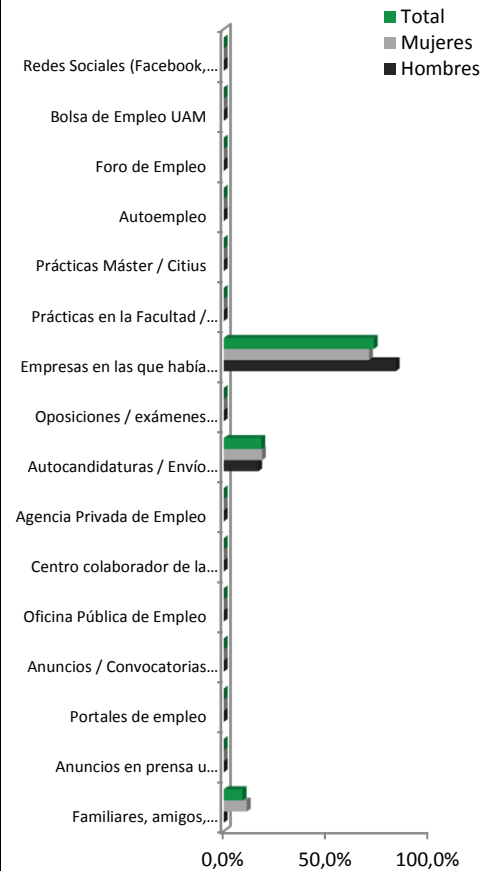 Total
Mujeres
Hombres
Redes Sociales (Facebook,...
Bolsa de Empleo UAM
Foro de Empleo
Autoempleo
Prácticas Máster / Citius
Prácticas en la Facultad /...
Empresas en las que había...
Oposiciones / exámenes...
Autocandidaturas / Envío...
Agencia Privada de Empleo
Centro colaborador de la...
Oficina Pública de Empleo
Anuncios / Convocatorias...
Portales de empleo
Anuncios en prensa u...
Familiares, amigos,...
0,0% 50,0% 100,0%